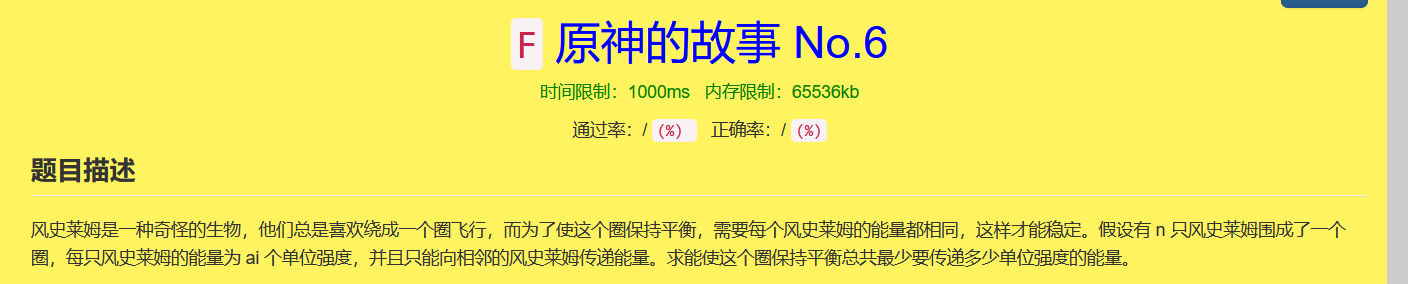 F 原神的故事 No.6
时间限制：1000ms 内存限制：65536kb
通过率：/ (%) 正确率：/ (%)
题目描述
风史莱姆是一种奇怪的生物，他们总是喜欢绕成一个圈飞行，而为了使这个圈保持平衡，需要每个风史莱姆的能量都相同，这样才能稳定。假设有 n 只风史莱姆围成了一个
圈，每只风史莱姆的能量为 ai 个单位强度，并且只能向相邻的风史莱姆传递能量。求能使这个圈保持平衡总共最少要传递多少单位强度的能量。